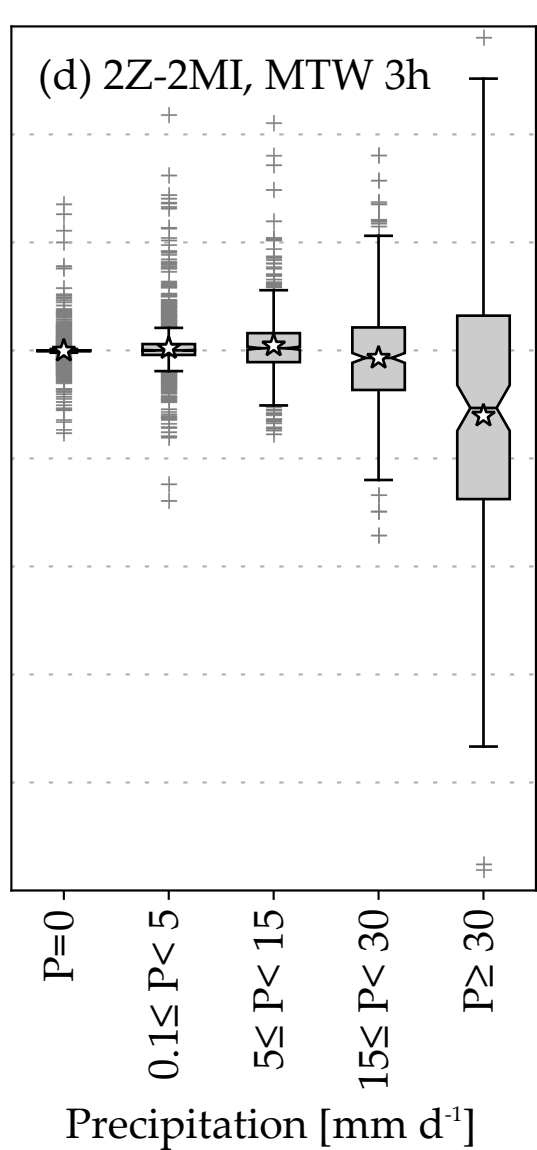 (d) 2Z-2MI, MTW 3h
P=0
0.1≤ P< 5
5≤ P< 15
15≤ P< 30
P≥ 30
Precipitation [mm d⁻¹]